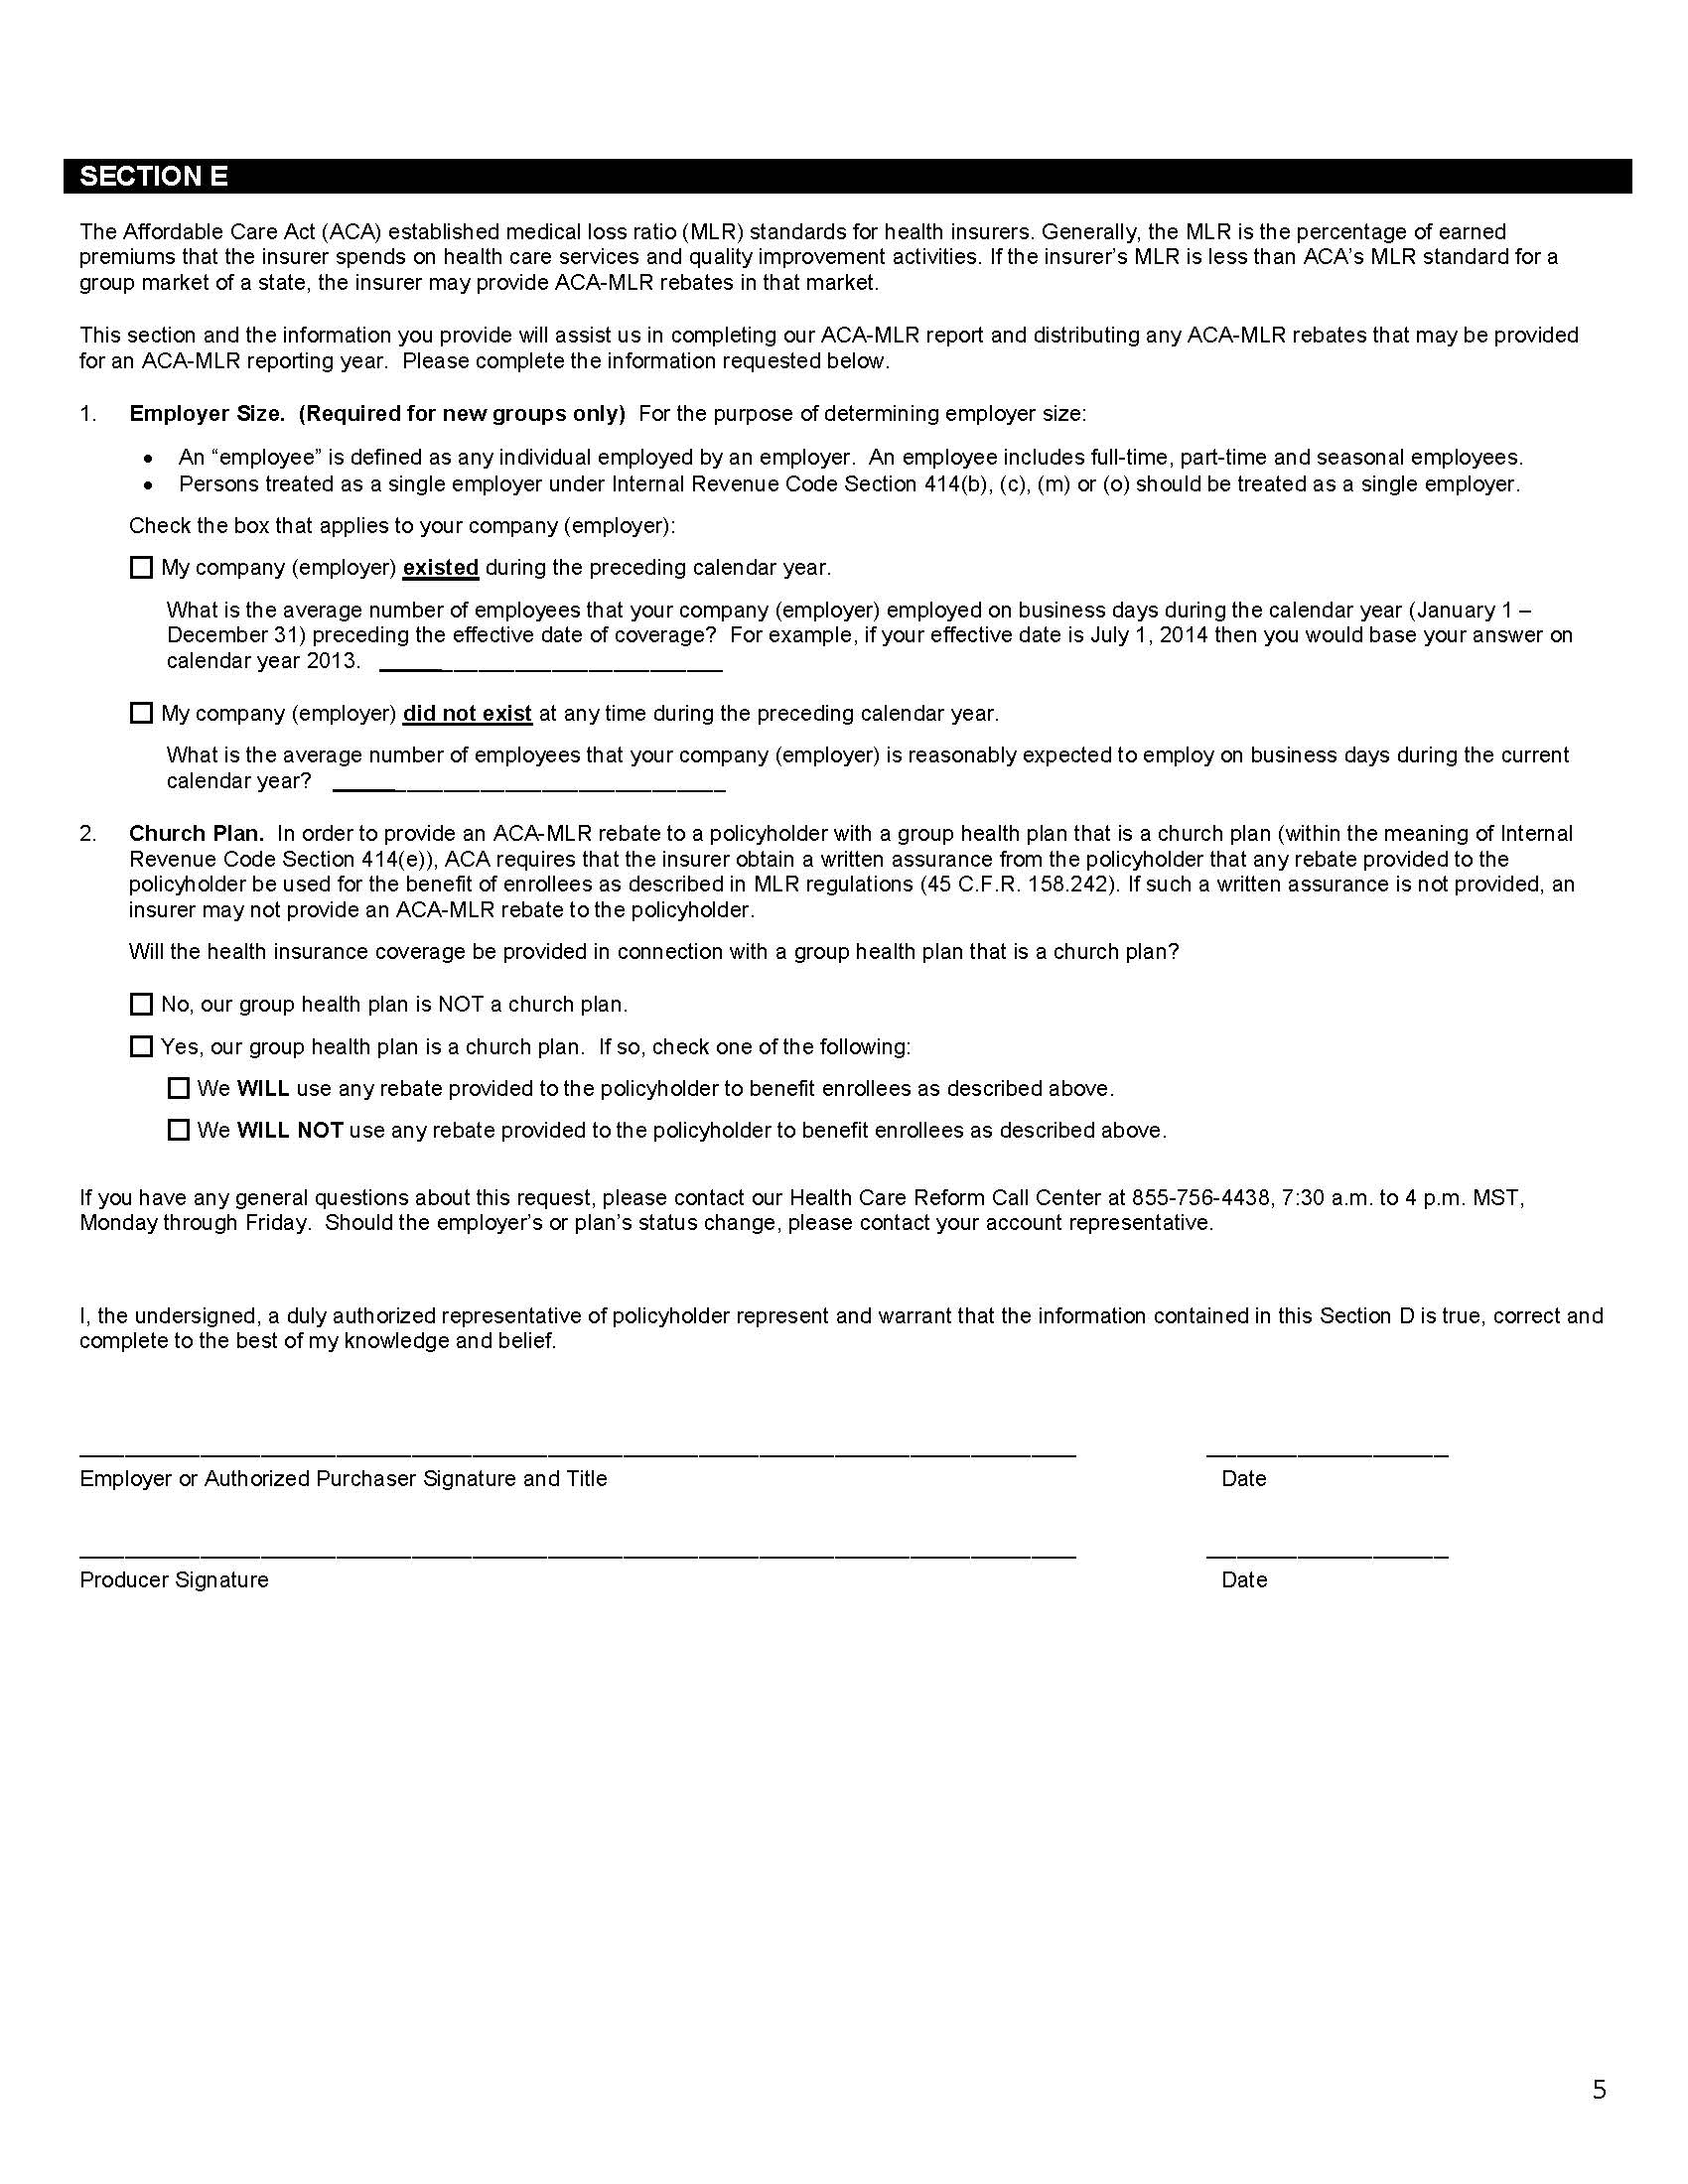 SECTION E
The Affordable Care Act (ACA) established medical loss ratio (MLR) standards for health insurers. Generally, the MLR is the percentage of earned
premiums that the insurer spends on health care services and quality improvement activities. If the insurer’s MLR is less than ACA’s MLR standard for a
group market of a state, the insurer may provide ACA-MLR rebates in that market.
This section and the information you provide will assist us in completing our ACA-MLR report and distributing any ACA-MLR rebates that may be provided
for an ACA-MLR reporting year. Please complete the information requested below.
1. Employer Size. (Required for new groups only) For the purpose of determining employer size:
• An “employee” is defined as any individual employed by an employer. An employee includes full-time, part-time and seasonal employees.
• Persons treated as a single employer under Internal Revenue Code Section 414(b), (c), (m) or (o) should be treated as a single employer.
Check the box that applies to your company (employer):
☐ My company (employer) existed during the preceding calendar year.
What is the average number of employees that your company (employer) employed on business days during the calendar year (January 1 –
December 31) preceding the effective date of coverage? For example, if your effective date is July 1, 2014 then you would base your answer on
calendar year 2013. ____________________________
☐ My company (employer) did not exist at any time during the preceding calendar year.
What is the average number of employees that your company (employer) is reasonably expected to employ on business days during the current
calendar year? ________________________________
2. Church Plan. In order to provide an ACA-MLR rebate to a policyholder with a group health plan that is a church plan (within the meaning of Internal
Revenue Code Section 414(e)), ACA requires that the insurer obtain a written assurance from the policyholder that any rebate provided to the
policyholder be used for the benefit of enrollees as described in MLR regulations (45 C.F.R. 158.242). If such a written assurance is not provided, an
insurer may not provide an ACA-MLR rebate to the policyholder.
Will the health insurance coverage be provided in connection with a group health plan that is a church plan?
☐ No, our group health plan is NOT a church plan.
☐ Yes, our group health plan is a church plan. If so, check one of the following:
☐ We WILL use any rebate provided to the policyholder to benefit enrollees as described above.
☐ We WILL NOT use any rebate provided to the policyholder to benefit enrollees as described above.
If you have any general questions about this request, please contact our Health Care Reform Call Center at 855-756-4438, 7:30 a.m. to 4 p.m. MST,
Monday through Friday. Should the employer’s or plan’s status change, please contact your account representative.
I, the undersigned, a duly authorized representative of policyholder represent and warrant that the information contained in this Section D is true, correct and
complete to the best of my knowledge and belief.
Employer or Authorized Purchaser Signature and Title Date
Producer Signature Date
5